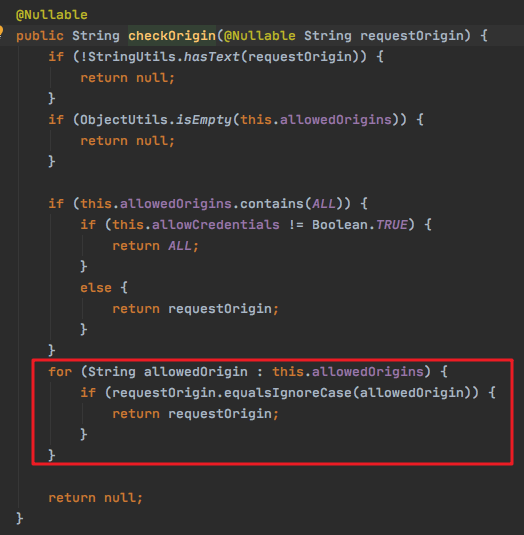 @Nullable
public String checkOrigin(@Nullable String requestOrigin) {
    if (!StringUtils.hasText(requestOrigin)) {
        return null;
    }
    if (ObjectUtils.isEmpty(this.allowedOrigins)) {
        return null;
    }
    if (this.allowedOrigins.contains(ALL)) {
        if (this.allowCredentials != Boolean.TRUE) {
            return ALL;
        }
        else {
            return requestOrigin;
        }
    }
    for (String allowedOrigin : this.allowedOrigins) {
        if (requestOrigin.equalsIgnoreCase(allowedOrigin)) {
            return requestOrigin;
        }
    }
    return null;
}